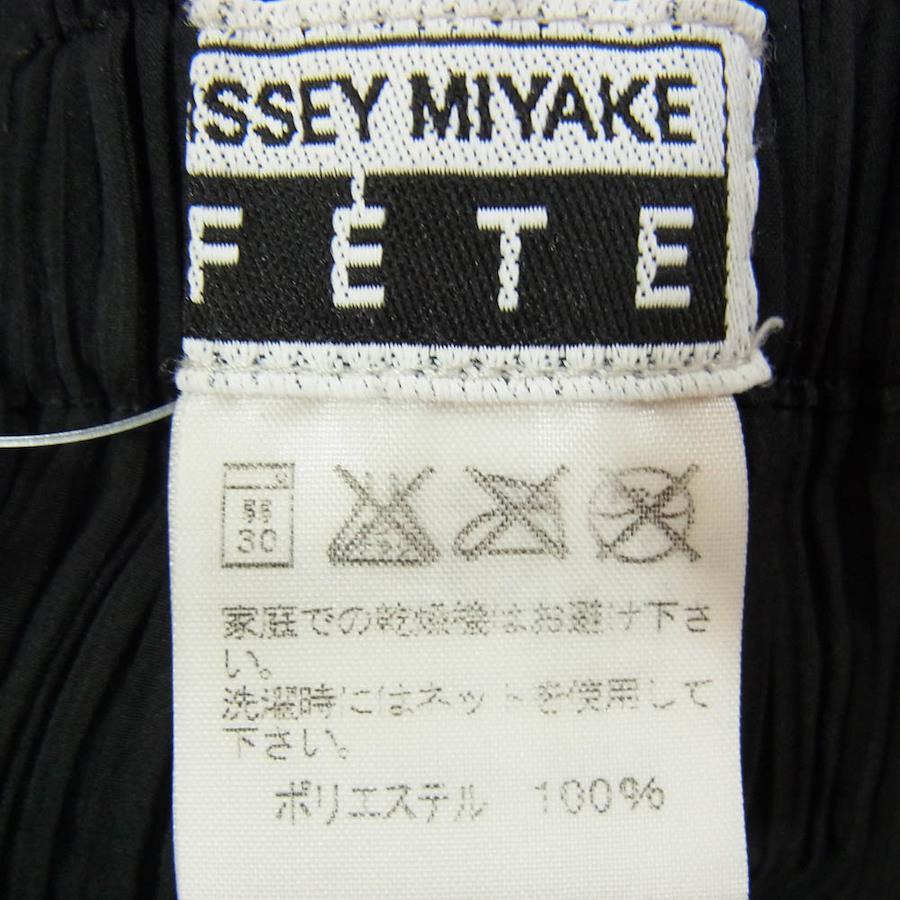 ISSEY MIYAKE
FÊTE
弱
30
家庭での乾燥機はお避け下さ
い。
洗濯時にはネットを使用して
下さい。
ポリエステル 100%